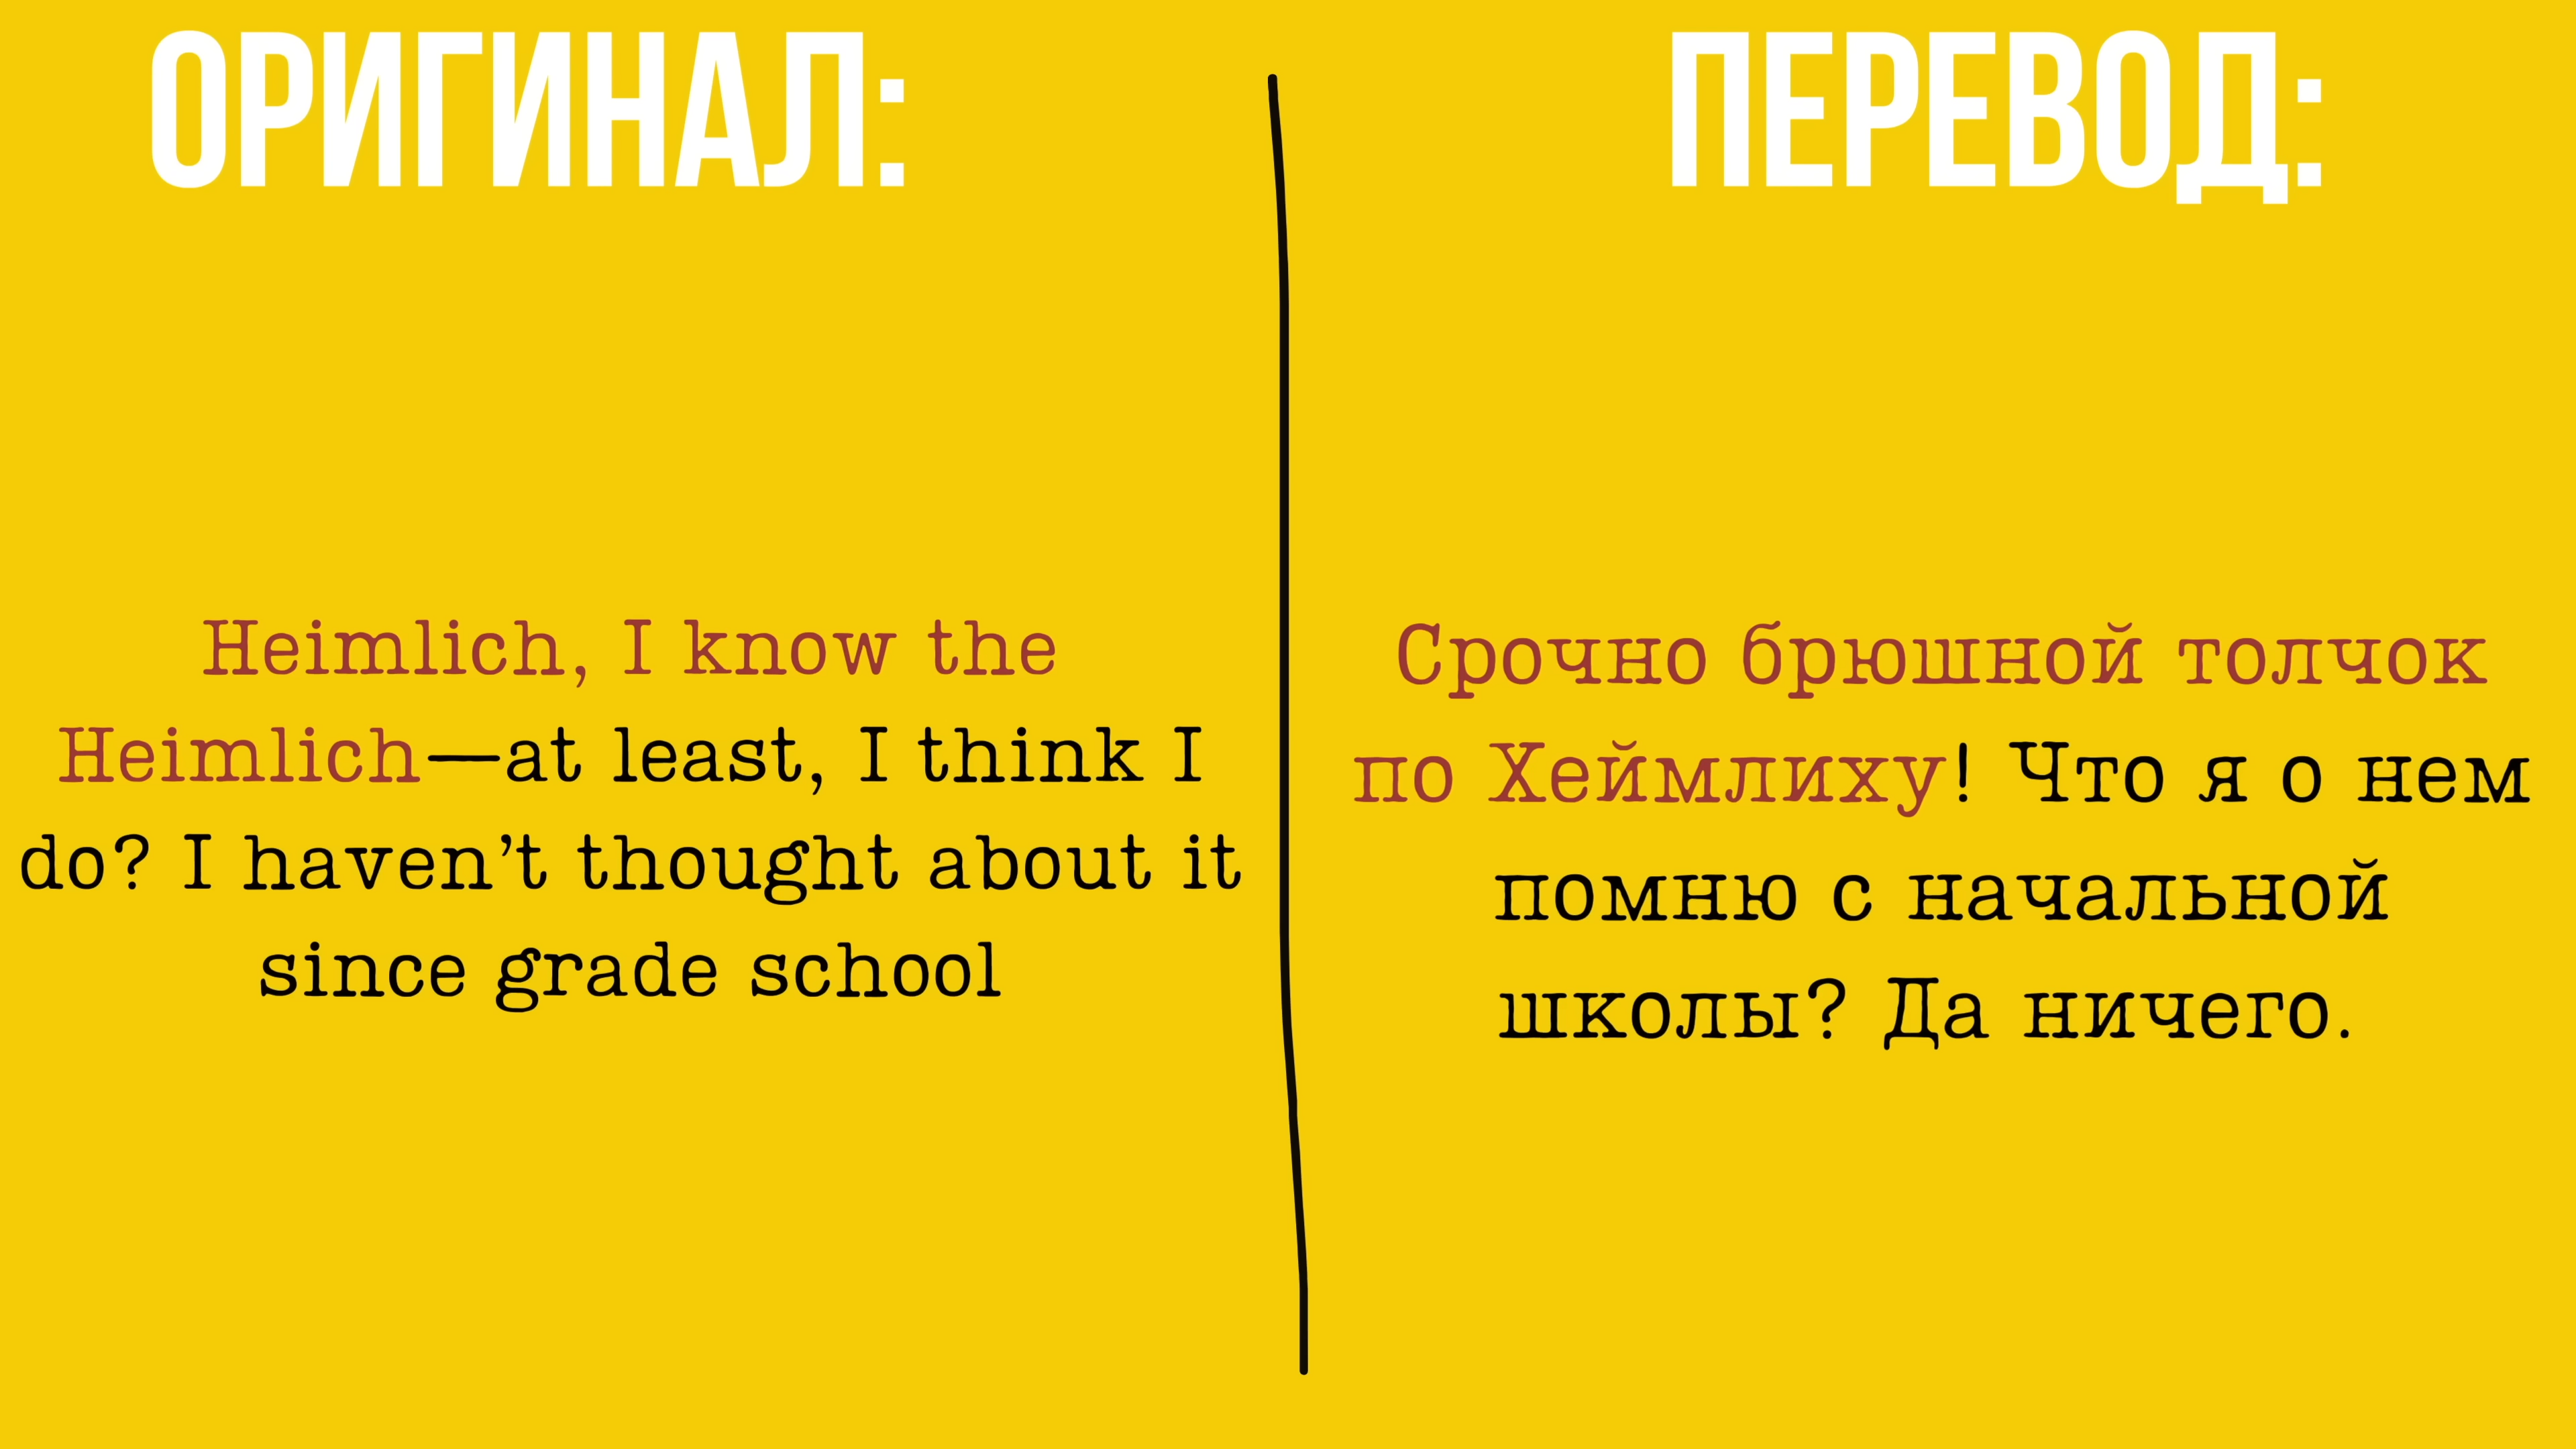 ОРИГИНАЛ:
Heimlich, I know the
Heimlich—at least, I think I
do? I haven’t thought about it
since grade school
ПЕРЕВОД:
Срочно брюшной толчок
по Хеймлиху! Что я о нем
помню с начальной
школы? Да ничего.